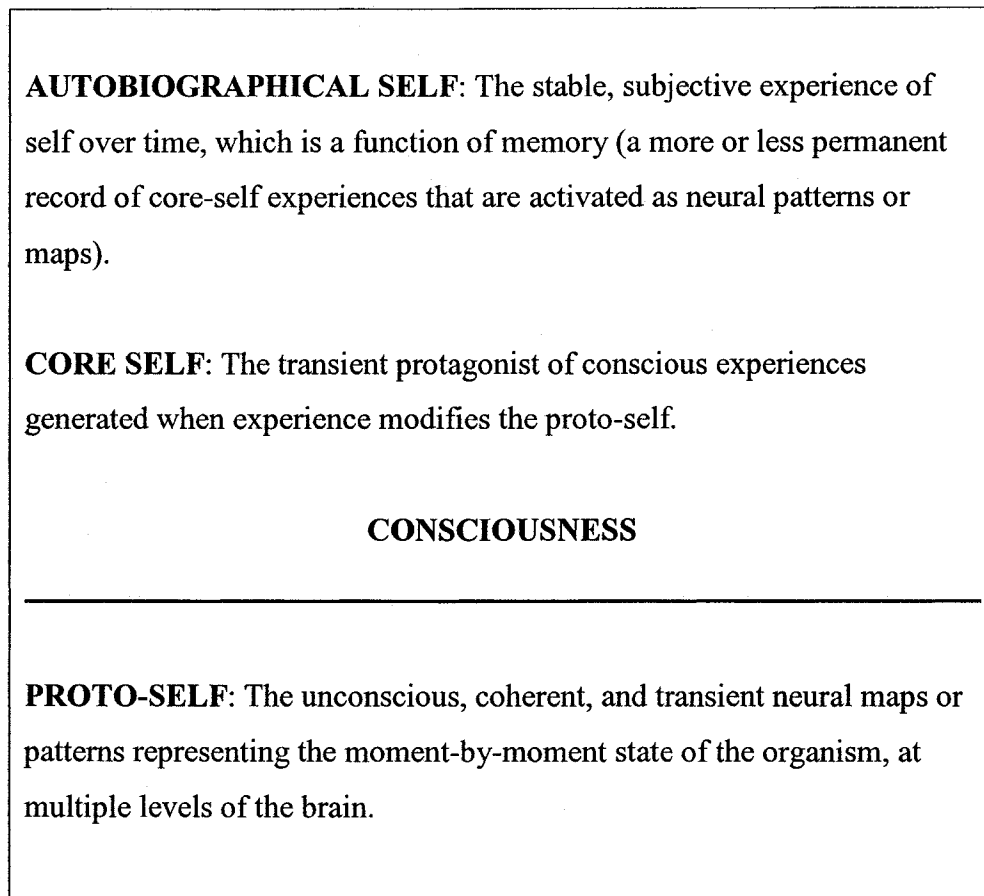 AUTOBIOGRAPHICAL SELF: The stable, subjective experience of
self over time, which is a function of memory (a more or less permanent
record of core-self experiences that are activated as neural patterns or
maps).
CORE SELF: The transient protagonist of conscious experiences
generated when experience modifies the proto-self.
CONSCIOUSNESS
PROTO-SELF: The unconscious, coherent, and transient neural maps or
patterns representing the moment-by-moment state of the organism, at
multiple levels of the brain.